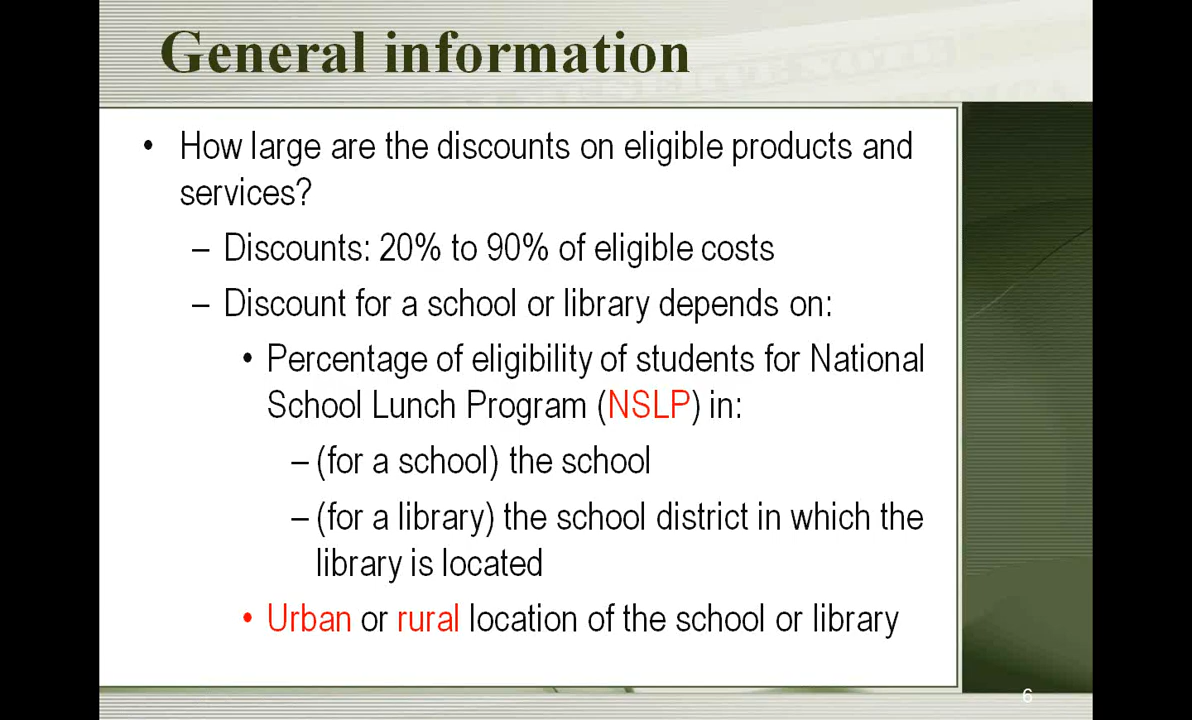 General information
• How large are the discounts on eligible products and
services?
– Discounts: 20% to 90% of eligible costs
– Discount for a school or library depends on:
• Percentage of eligibility of students for National
School Lunch Program (NSLP) in:
– (for a school) the school
– (for a library) the school district in which the
library is located
• Urban or rural location of the school or library
6